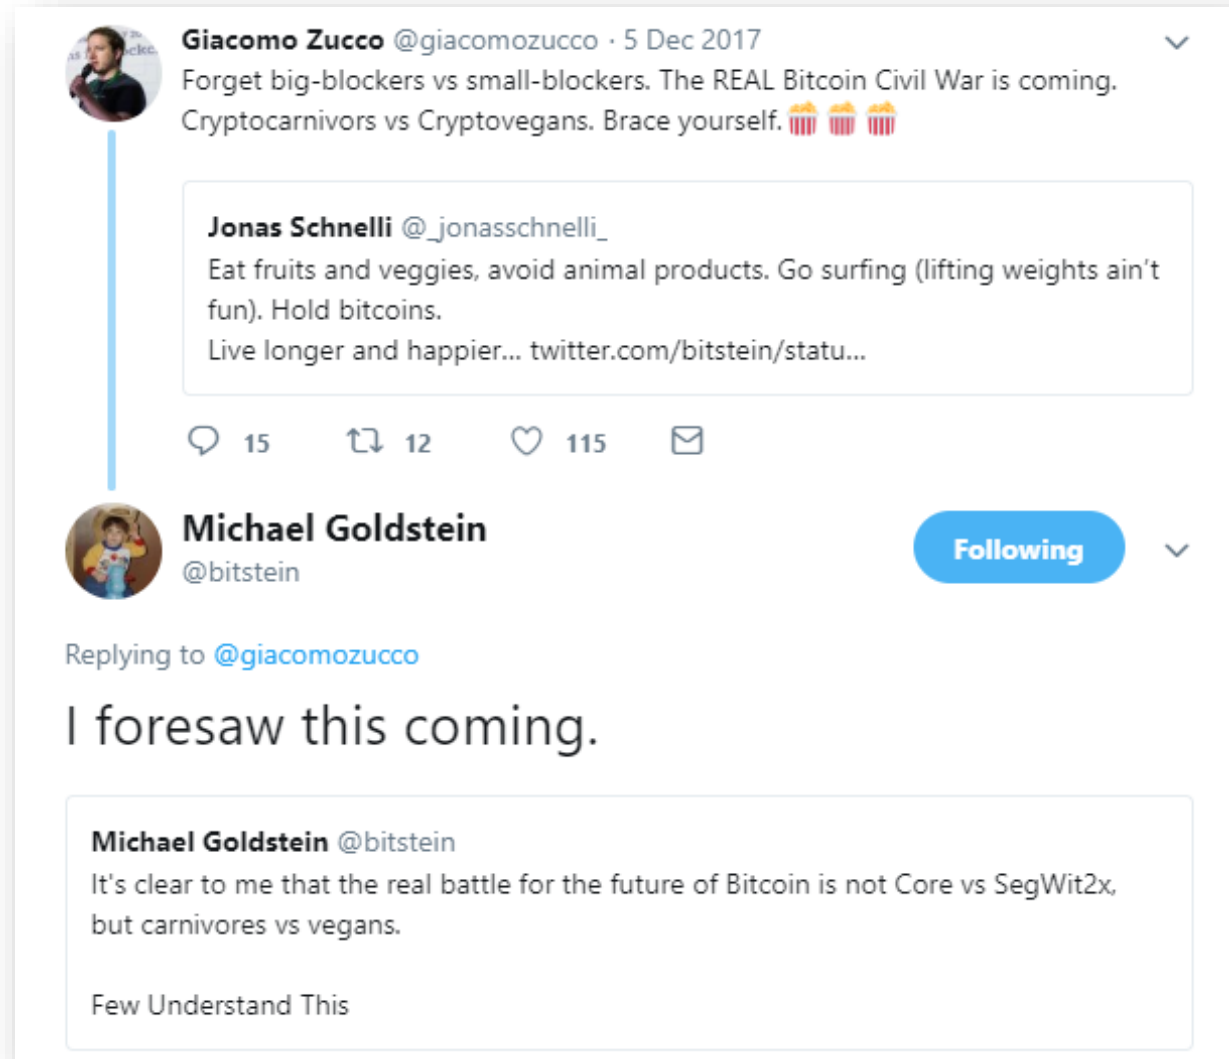 Giacomo Zucco @giacomozucco · 5 Dec 2017
Forget big-blockers vs small-blockers. The REAL Bitcoin Civil War is coming.
Cryptocarnivors vs Cryptovegans. Brace yourself.🍿🍿🍿
Jonas Schnelli @_jonasschnelli_
Eat fruits and veggies, avoid animal products. Go surfing (lifting weights ain't
fun). Hold bitcoins.
Live longer and happier... twitter.com/bitstein/statu...
15 12 115
Michael Goldstein
@bitstein
Following
Replying to @giacomozucco
I foresaw this coming.
Michael Goldstein @bitstein
It's clear to me that the real battle for the future of Bitcoin is not Core vs SegWit2x,
but carnivores vs vegans.
Few Understand This